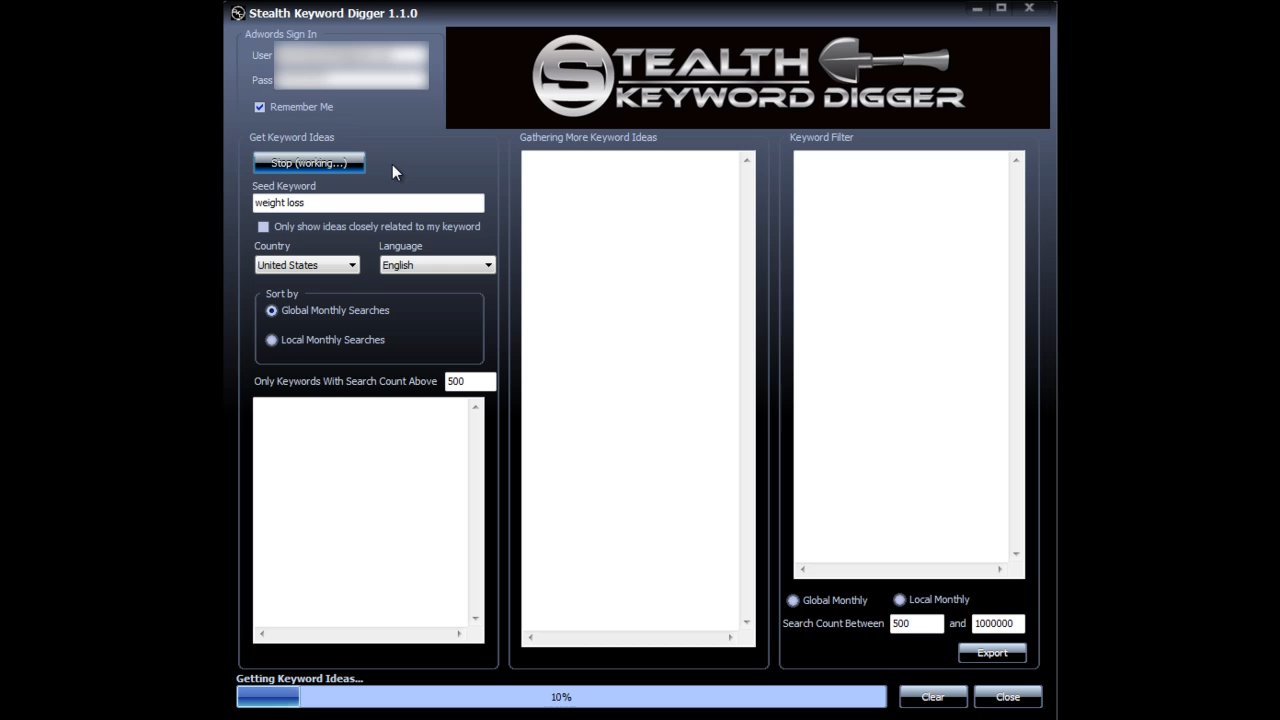 Stealth Keyword Digger 1.1.0
Adwords Sign In
User
Pass
Remember Me
STEALTH
KEYWORD DIGGER
Get Keyword Ideas
Stop (working...)
Seed Keyword
weight loss
Only show ideas closely related to my keyword
Country
Language
United States
English
Sort by
Global Monthly Searches
Local Monthly Searches
Only Keywords With Search Count Above
500
Gathering More Keyword Ideas
Keyword Filter
Global Monthly
Local Monthly
Search Count Between
500
and
1000000
Export
Getting Keyword Ideas...
10%
Clear
Close